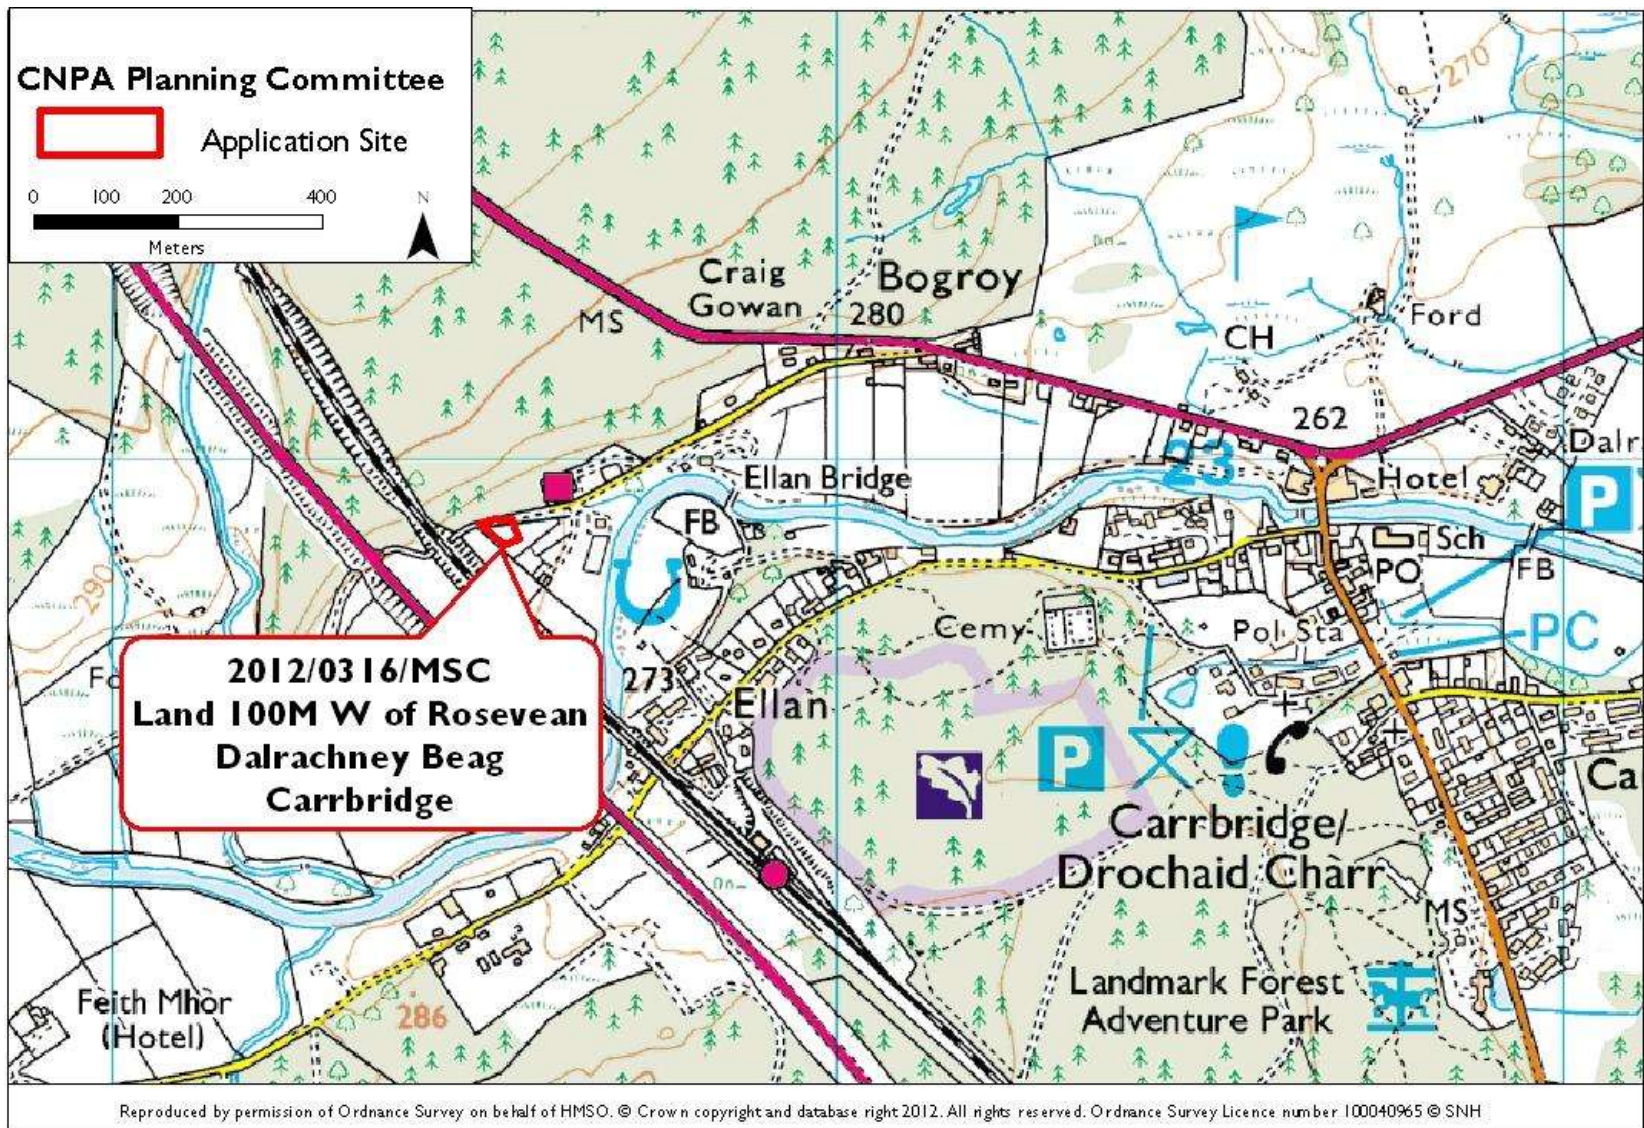 CNPA Planning Committee
Application Site
0 100 200 400
Meters
N
270
Craig
Gowan
Bogroy
280
MS
CH
Ford
262
Dalr
Hotel
P
23
Ellan Bridge
FB
Sch
PO
FB
290
Cemy
Pol Sta
PC
2012/0316/MSC
Land 100M W of Rosevean
Dalrachney Beag
Carrbridge
Fo
273
Ellan
P
Ca
Carrbridge/
Drochaid Charr
MS
Landmark Forest
Adventure Park
Feith Mhor
(Hotel)
286
Reproduced by permission of Ordnance Survey on behalf of HMSO. © Crown copyright and database right 2012. All rights reserved. Ordnance Survey Licence number 100040965 © SNH